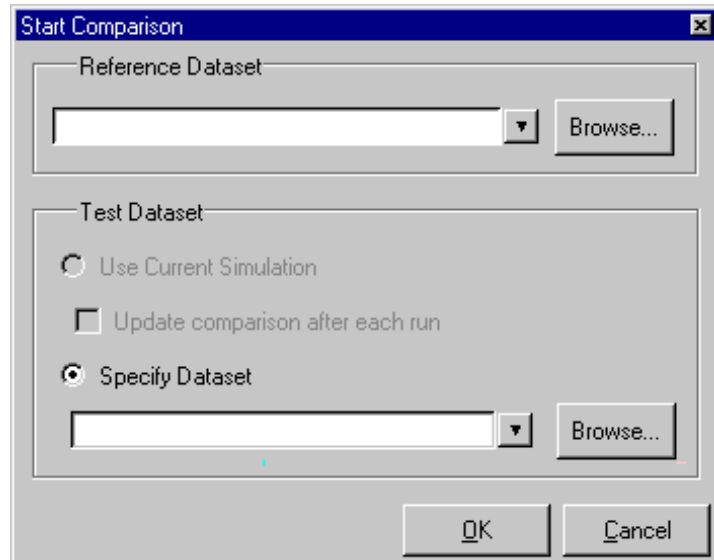 Start Comparison
Reference Dataset
Browse...
Test Dataset
Use Current Simulation
Update comparison after each run
Specify Dataset
Browse...
OK Cancel